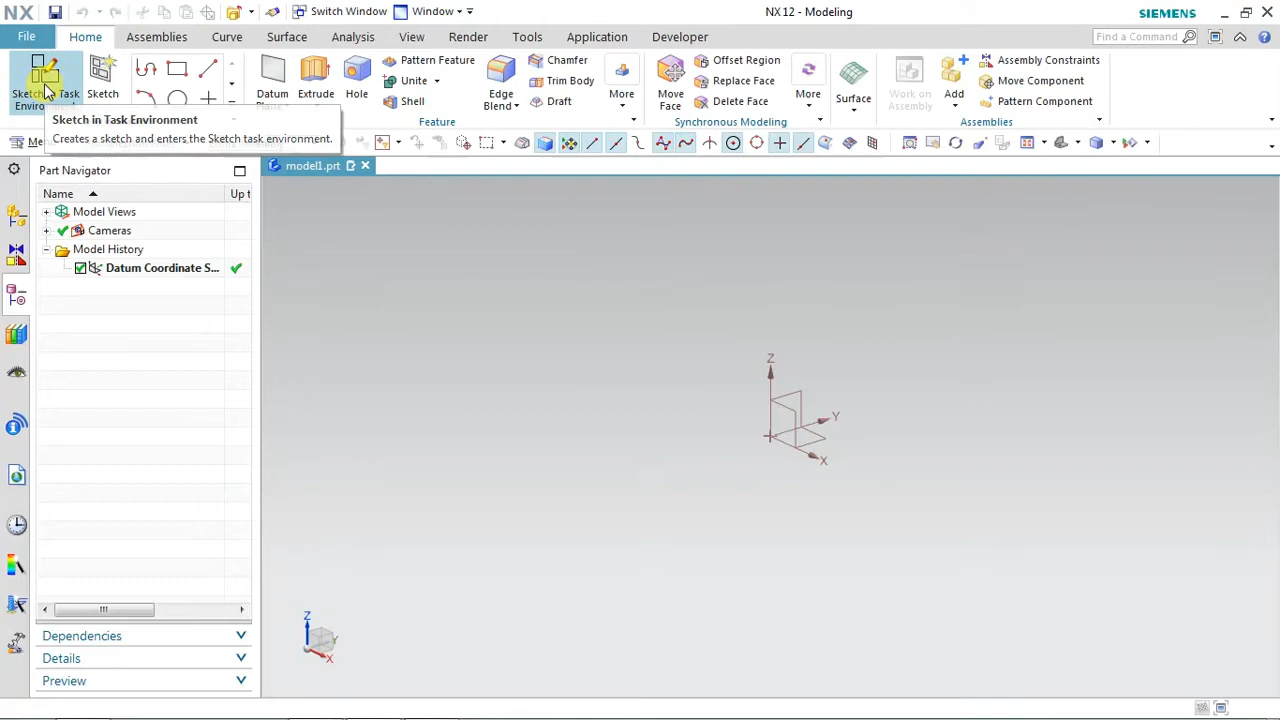 NX Switch Window Window NX 12 - Modeling SIEMENS
File Home Assemblies Curve Surface Analysis View Render Tools Application Developer Find a Command
Pattern Feature Chamfer Offset Region Assembly Constraints
Unite Trim Body Replace Face Move Component
Shell Draft Delete Face Pattern Component
Sketch Task Sketch Datum Extrude Hole Edge Blend More Move Face More Surface Work on Assembly Add
Feature Synchronous Modeling Assemblies
Sketch in Task Environment
Creates a sketch and enters the Sketch task environment.
Part Navigator
model1.prt
Name Up t
Model Views
Cameras
Model History
Datum Coordinate S...
Z
Y
X
Z
Y
X
Dependencies
Details
Preview